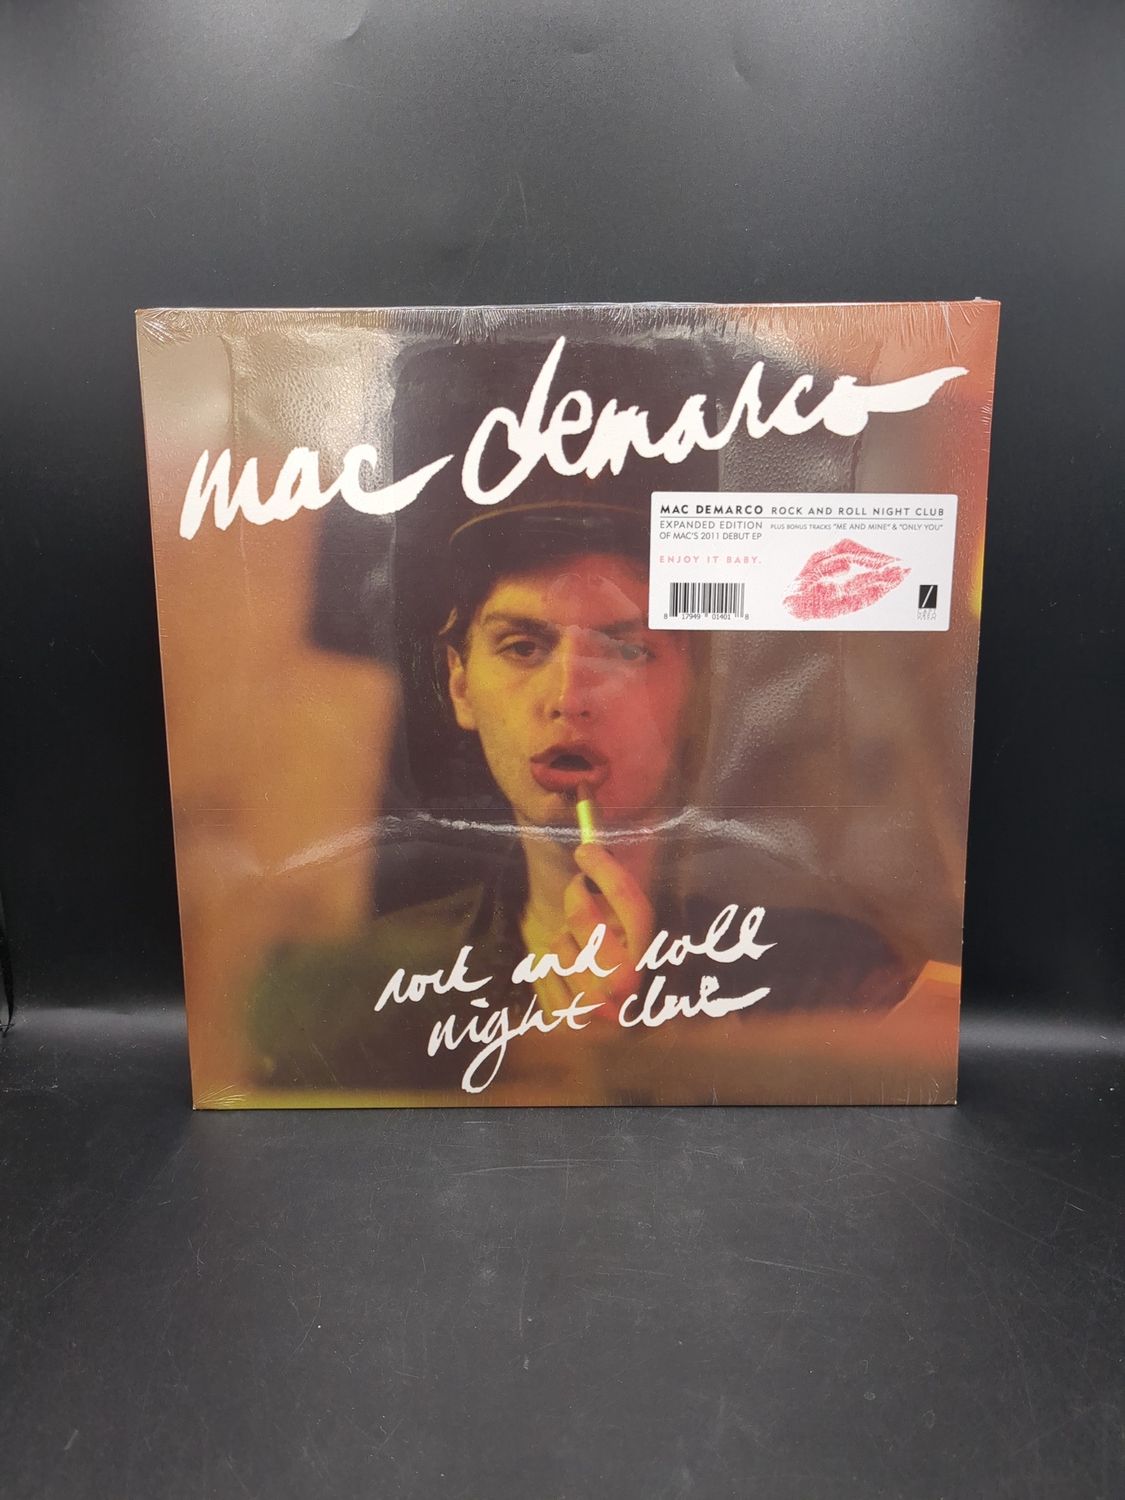 mac demarco
MAC DEMARCO ROCK AND ROLL NIGHT CLUB
EXPANDED EDITION PLUS BONUS TRACKS "ME AND MINE" & "ONLY YOU"
OF MAC'S 2011 DEBUT EP
ENJOY IT BABY.
8 17949 01401 8
rock and roll
night club